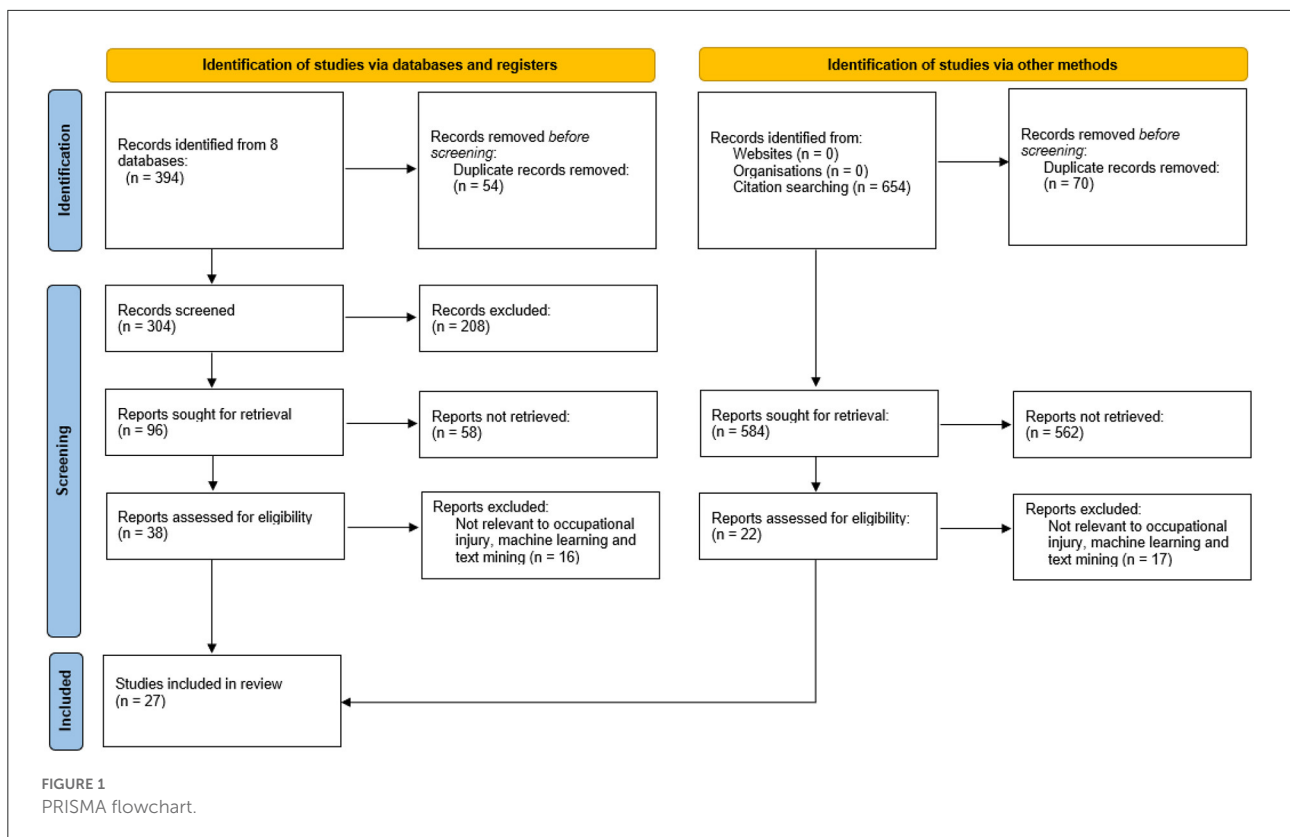 Identification of studies via databases and registers
Identification of studies via other methods
Identification
Records identified from 8
databases:
(n = 394)
Records removed before
screening:
Duplicate records removed:
(n = 54)
Records identified from:
Websites (n = 0)
Organisations (n = 0)
Citation searching (n = 654)
Records removed before
screening:
Duplicate records removed:
(n = 70)
Screening
Records screened
(n = 304)
Records excluded:
(n = 208)
Reports sought for retrieval
(n = 96)
Reports not retrieved:
(n = 58)
Reports sought for retrieval:
(n = 584)
Reports not retrieved:
(n = 562)
Reports assessed for eligibility
(n = 38)
Reports excluded:
Not relevant to occupational
injury, machine learning and
text mining (n = 16)
Reports assessed for eligibility:
(n = 22)
Reports excluded:
Not relevant to occupational
injury, machine learning and
text mining (n = 17)
Included
Studies included in review
(n = 27)
FIGURE 1
PRISMA flowchart.